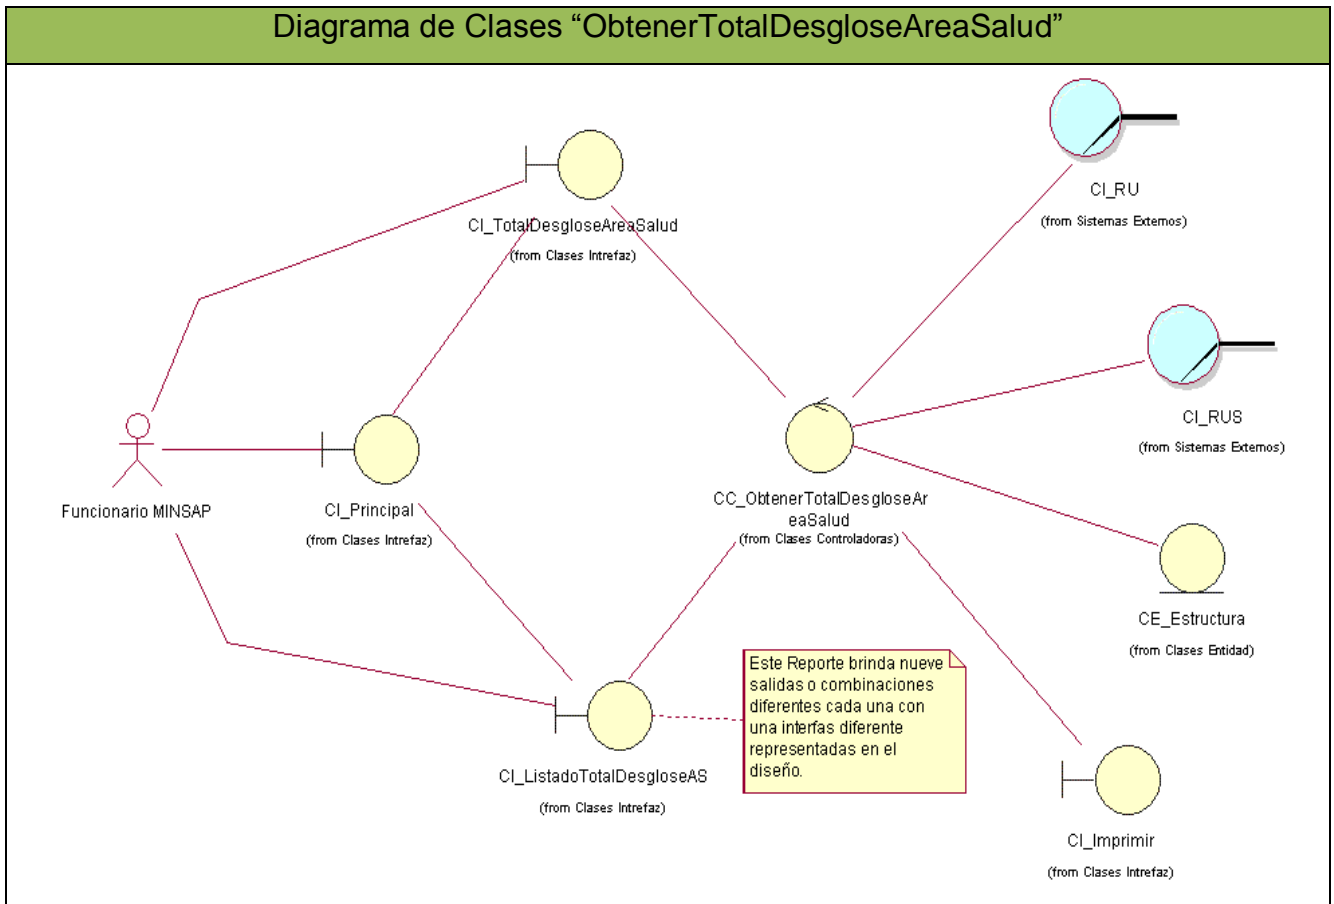 Diagrama de Clases “ObtenerTotalDesgloseAreaSalud”
CI_TotalDesgloseAreaSalud
(from Clases Intrefaz)
CI_RU
(from Sistemas Externos)
CI_RUS
(from Sistemas Externos)
Funcionario MINSAP
CI_Principal
(from Clases Intrefaz)
CC_ObtenerTotalDesgloseAr
eaSalud
(from Clases Controladoras)
CE_Estructura
(from Clases Entidad)
Este Reporte brinda nueve
salidas o combinaciones
diferentes cada una con
una interfas diferente
representadas en el
diseño.
CI_ListadoTotalDesgloseAS
(from Clases Intrefaz)
CI_Imprimir
(from Clases Intrefaz)